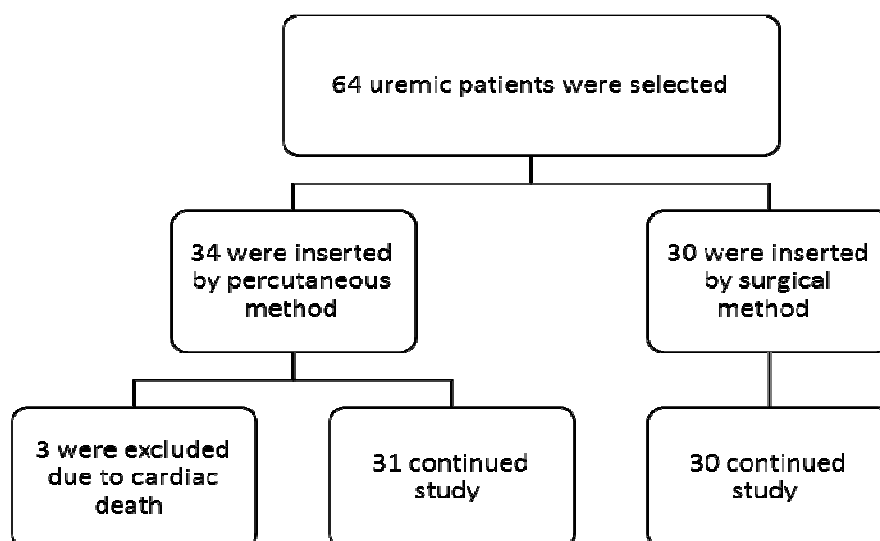 64 uremic patients were selected
34 were inserted
by percutaneous
method
30 were inserted
by surgical
method
3 were excluded
due to cardiac
death
31 continued
study
30 continued
study